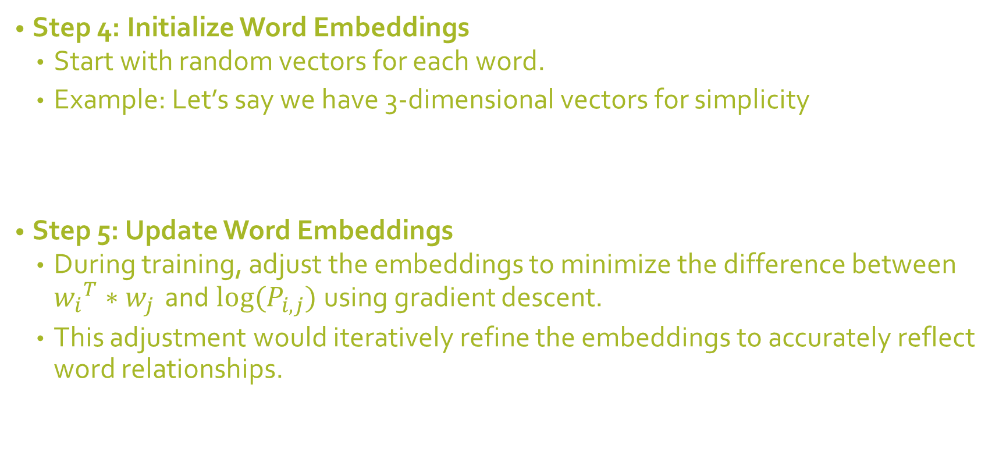 • Step 4: Initialize Word Embeddings
• Start with random vectors for each word.
• Example: Let’s say we have 3-dimensional vectors for simplicity
• Step 5: Update Word Embeddings
• During training, adjust the embeddings to minimize the difference between
wᵢᵀ ∗ wⱼ and log(P_{i,j}) using gradient descent.
• This adjustment would iteratively refine the embeddings to accurately reflect
word relationships.